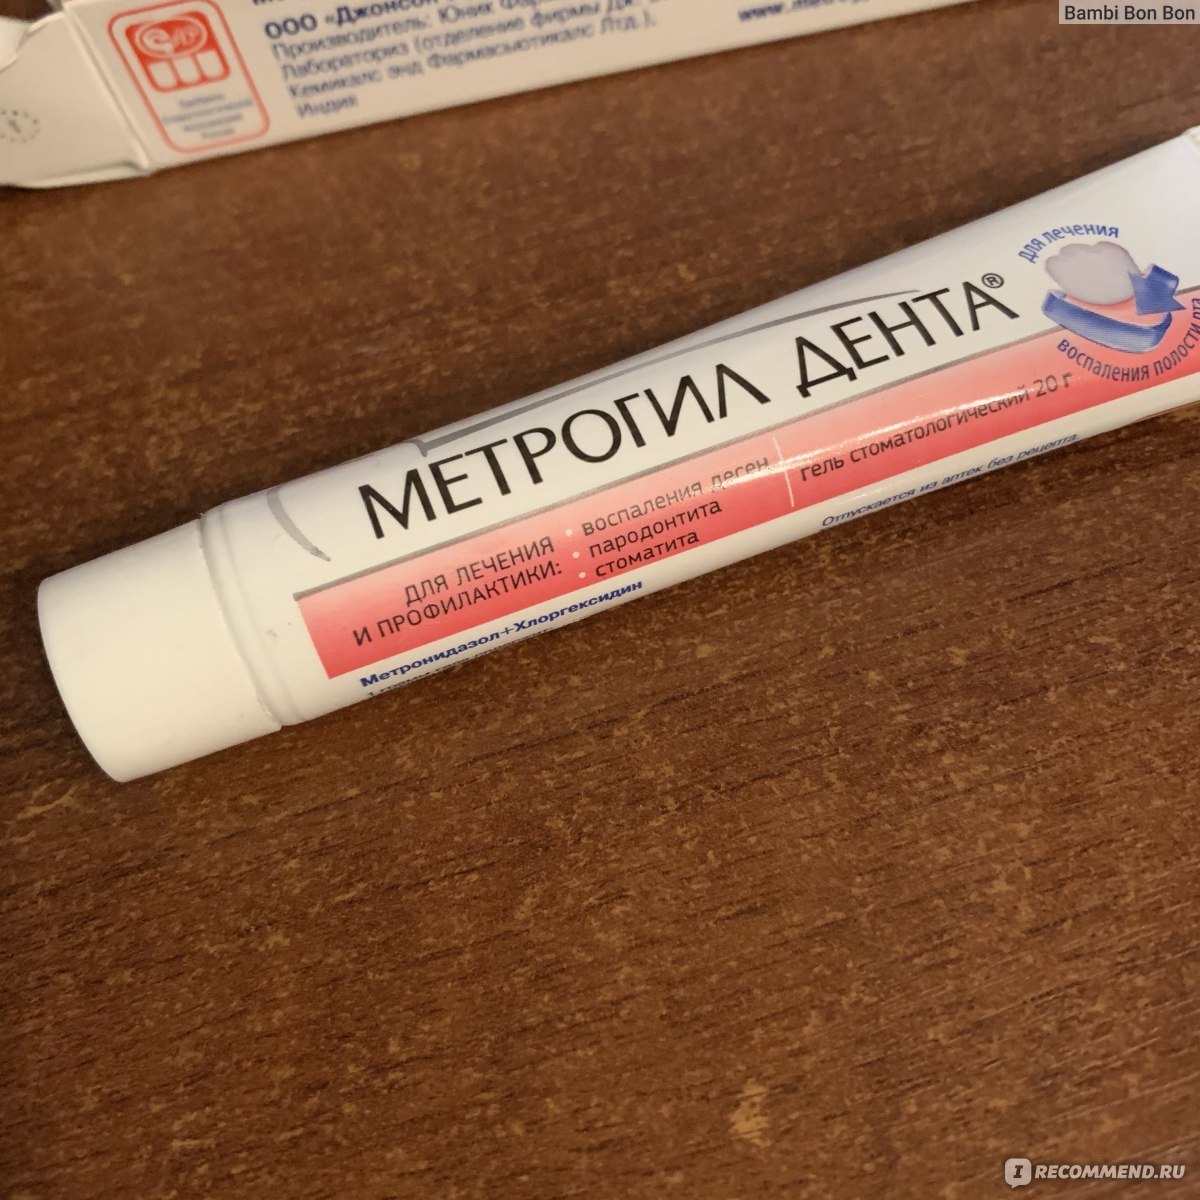 Bambi Bon Bon
ООО «Джонсон
Производитель: Юник
Лабораториз (отделение фирмы Дж.
Кемикалс энд Фармасьютикалс Лтд.),
Индия
для лечения
воспаления полости рта
МЕТРОГИЛ ДЕНТА®
ДЛЯ ЛЕЧЕНИЯ
И ПРОФИЛАКТИКИ:
• воспаления десен
• пародонтита
• стоматита
гель стоматологический 20 г
Отпускается из аптек без рецепта.
Метронидазол+Хлоргексидин
IRECOMMEND.RU